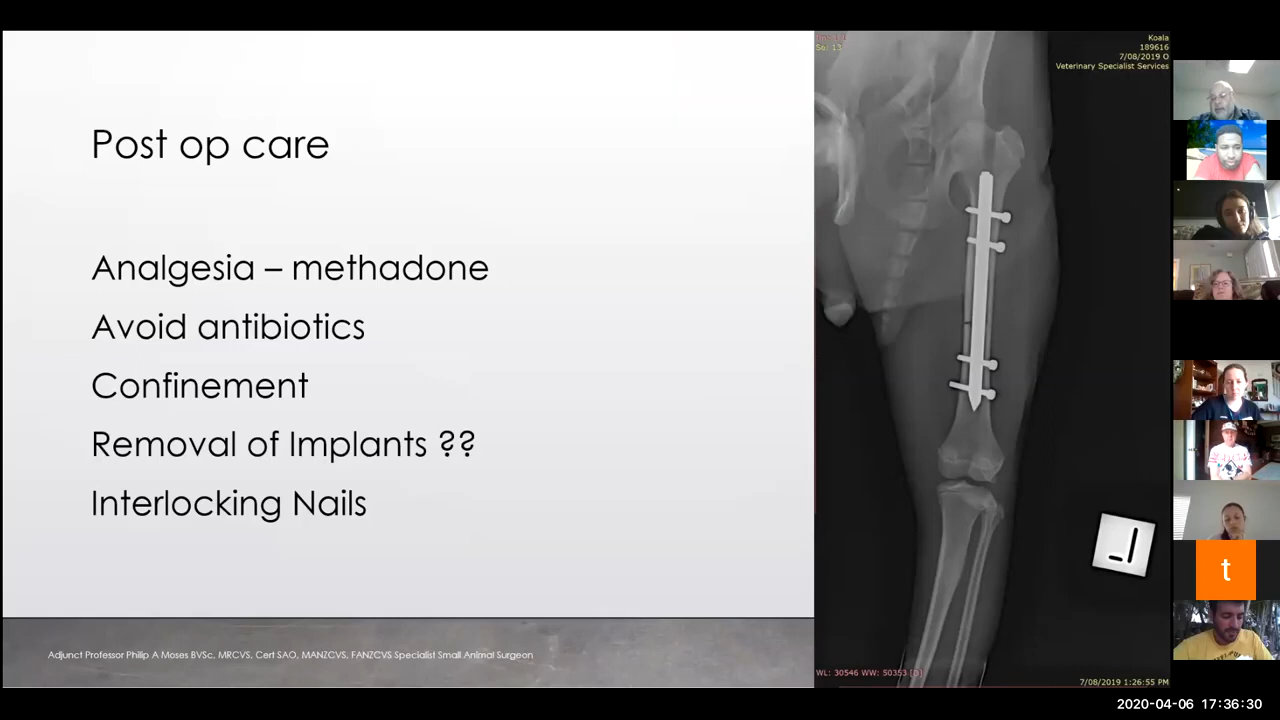 Post op care
Analgesia – methadone
Avoid antibiotics
Confinement
Removal of Implants ??
Interlocking Nails
Adjunct Professor Philip A Moses BVSc, MRCVS, Cert SAO, MANZCVS, FANZCVS Specialist Small Animal Surgeon
Koala
189616
7/08/2019 O
Veterinary Specialist Services
WL: 30546 WW: 50353 [D]
7/08/2019 1:26:55 PM
t
2020-04-06 17:36:30